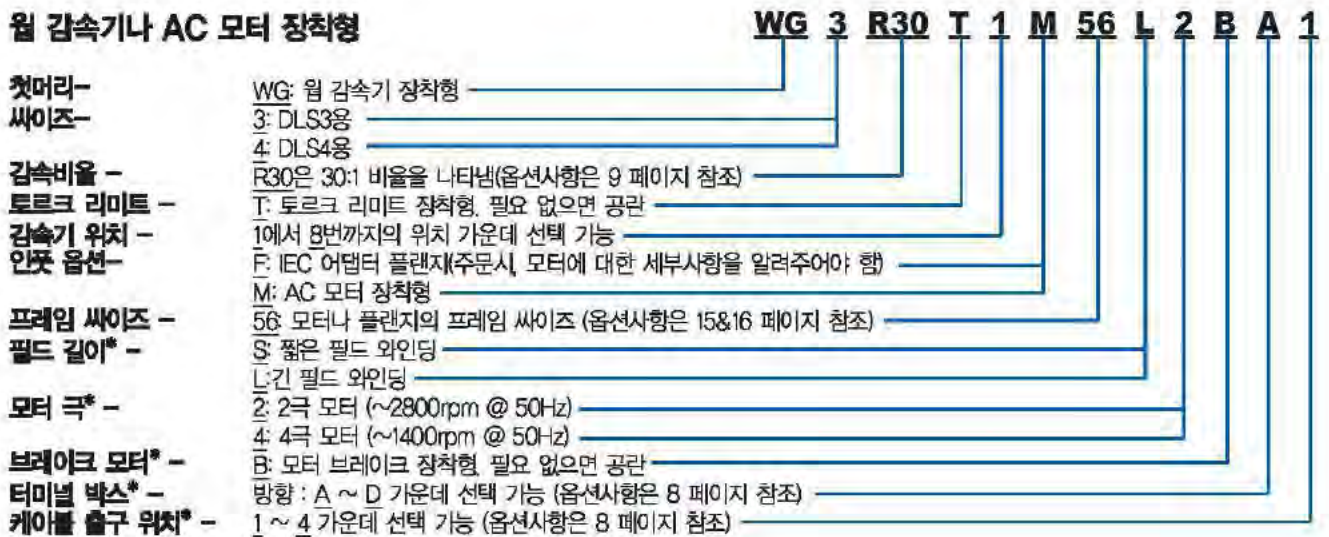 웜 감속기나 AC 모터 장착형 WG 3 R30 T 1 M 56 L 2 B A 1
첫머리– WG: 웜 감속기 장착형
싸이즈– 3: DLS3용
4: DLS4용
감속비율 – R30은 30:1 비율을 나타냄(옵션사항은 9 페이지 참조)
토르크 리미트 – T: 토르크 리미트 장착형, 필요 없으면 공란
감속기 위치 – 1에서 8번까지의 위치 가운데 선택 가능
인풋 옵션– F: IEC 어댑터 플랜지(주문시, 모터에 대한 세부사항을 알려주어야 함)
M: AC 모터 장착형
프레임 싸이즈 – 56: 모터나 플랜지의 프레임 싸이즈 (옵션사항은 15&16 페이지 참조)
필드 길이* – S: 짧은 필드 와인딩
L:긴 필드 와인딩
모터 극* – 2: 2극 모터 (~2800rpm @ 50Hz)
4: 4극 모터 (~1400rpm @ 50Hz)
브레이크 모터* – B: 모터 브레이크 장착형, 필요 없으면 공란
터미널 박스* – 방향 : A ~ D 가운데 선택 가능 (옵션사항은 8 페이지 참조)
케이블 출구 위치* – 1 ~ 4 가운데 선택 가능 (옵션사항은 8 페이지 참조)